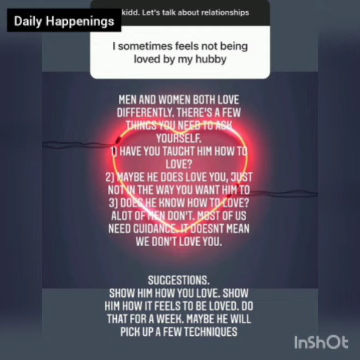 kidd. Let's talk about relationships
Daily Happenings
I sometimes feels not being
loved by my hubby
MEN AND WOMEN BOTH LOVE
DIFFERENTLY. THERE'S A FEW
THINGS YOU NEED TO ASK
YOURSELF.
1) HAVE YOU TAUGHT HIM HOW TO
LOVE?
2) MAYBE HE DOES LOVE YOU, JUST
NOT IN THE WAY YOU WANT HIM TO
3) DOES HE KNOW HOW TO LOVE?
ALOT OF MEN DON'T. MOST OF US
NEED GUIDANCE. IT DOESNT MEAN
WE DON'T LOVE YOU.
SUGGESTIONS.
SHOW HIM HOW YOU LOVE. SHOW
HIM HOW IT FEELS TO BE LOVED. DO
THAT FOR A WEEK. MAYBE HE WILL
PICK UP A FEW TECHNIQUES
InShOt